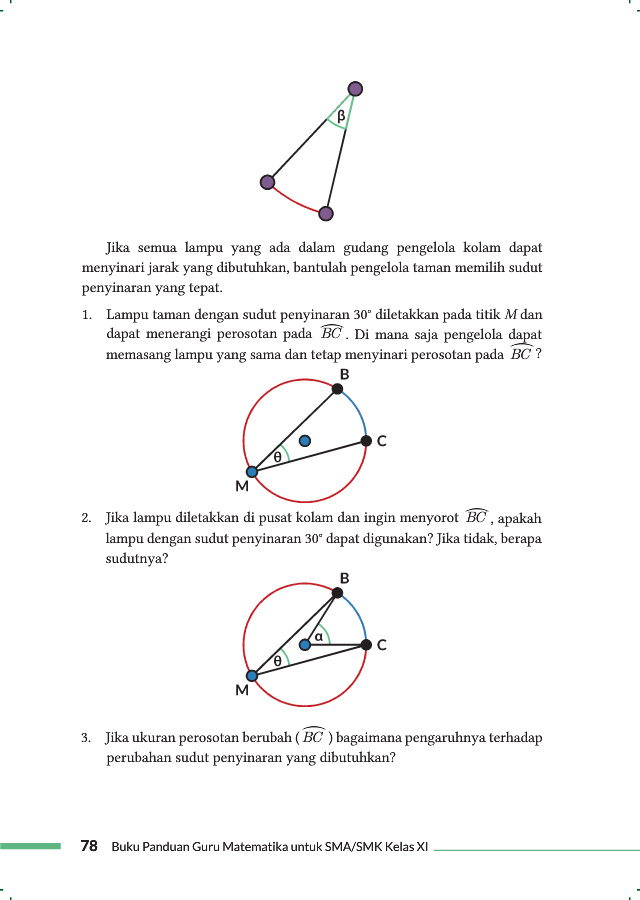 β
Jika semua lampu yang ada dalam gudang pengelola kolam dapat
menyinari jarak yang dibutuhkan, bantulah pengelola taman memilih sudut
penyinaran yang tepat.
1. Lampu taman dengan sudut penyinaran 30° diletakkan pada titik M dan
dapat menerangi perosotan pada BC. Di mana saja pengelola dapat
memasang lampu yang sama dan tetap menyinari perosotan pada BC?
B
C
θ
M
2. Jika lampu diletakkan di pusat kolam dan ingin menyorot BC, apakah
lampu dengan sudut penyinaran 30° dapat digunakan? Jika tidak, berapa
sudutnya?
B
α
C
θ
M
3. Jika ukuran perosotan berubah (BC) bagaimana pengaruhnya terhadap
perubahan sudut penyinaran yang dibutuhkan?
78 Buku Panduan Guru Matematika untuk SMA/SMK Kelas XI